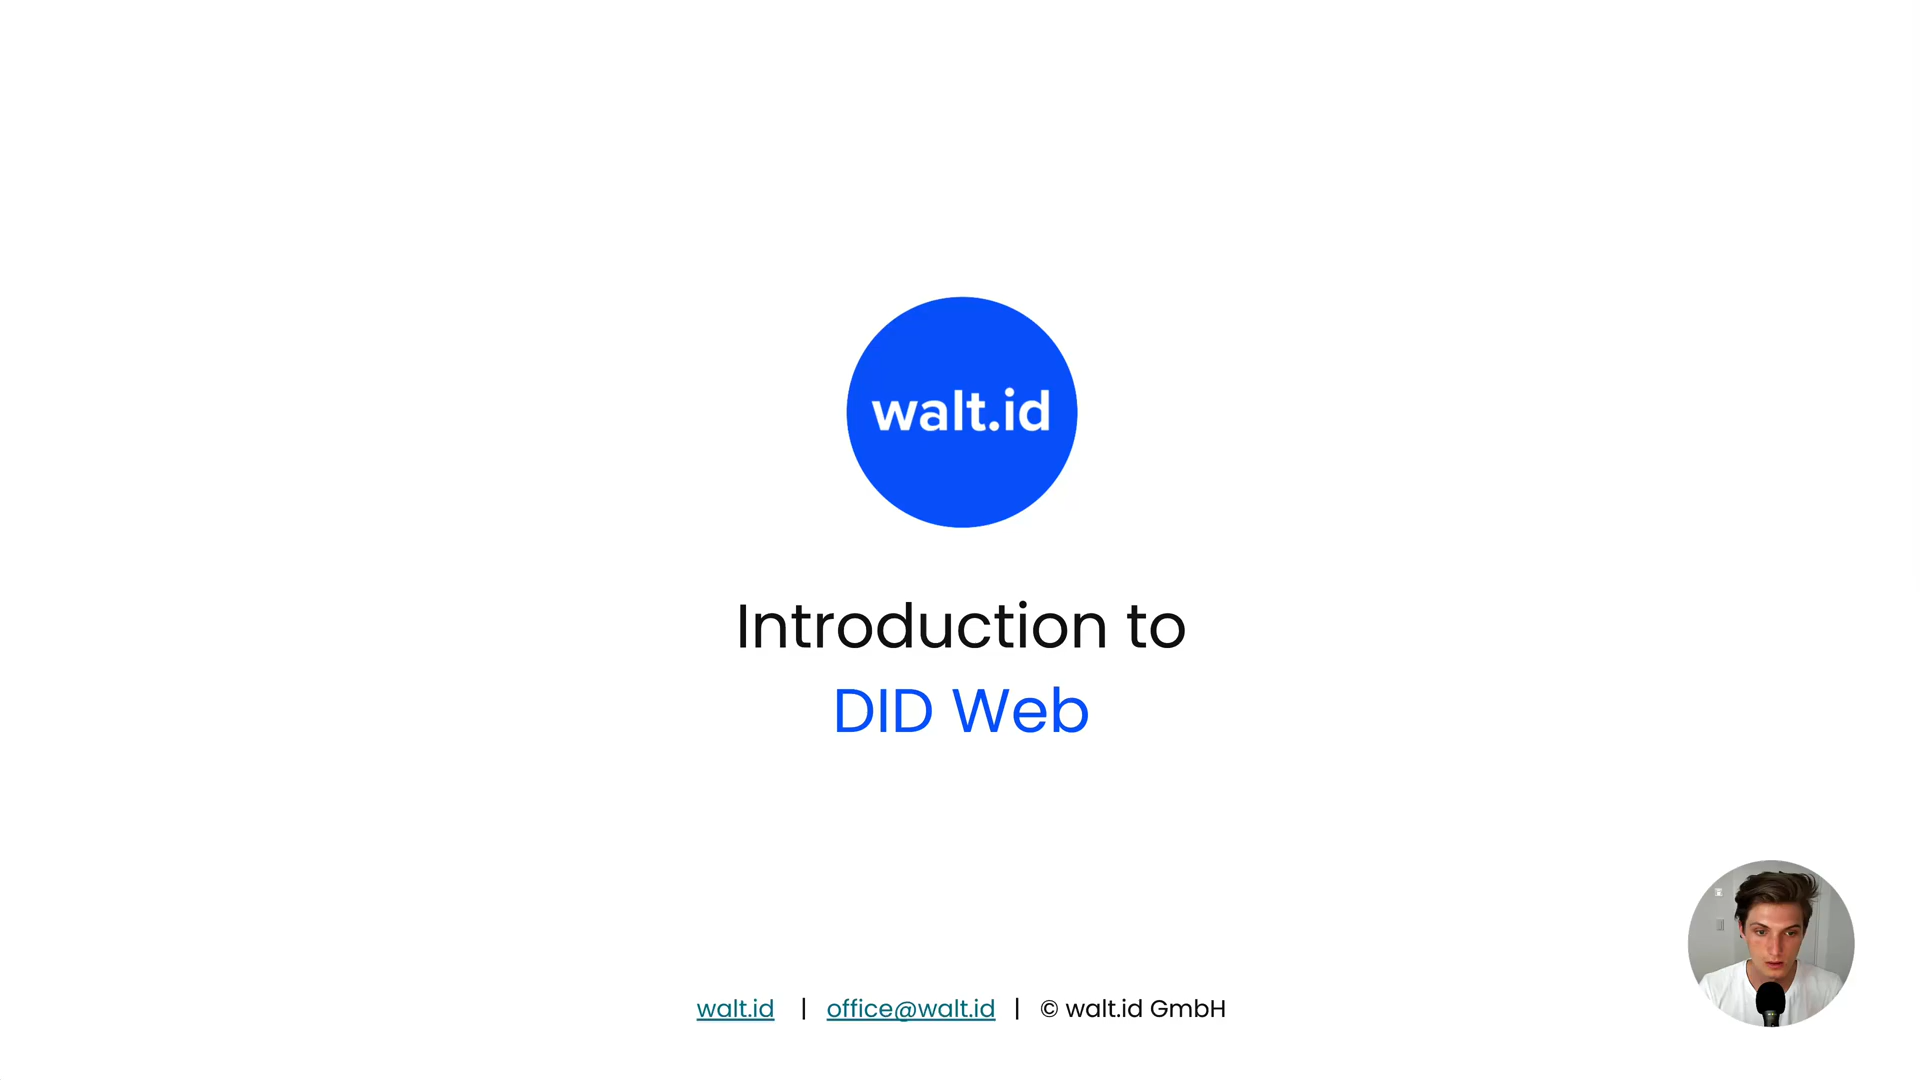 walt.id
Introduction to
DID Web
walt.id | office@walt.id | © walt.id GmbH